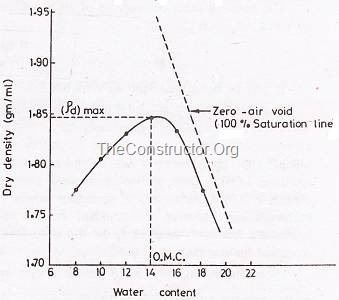 1·95
1·90
1·85
1·80
1·75
1·70
Dry density (gm/ml)
(ρd) max
Zero-air void
(100% Saturation line
TheConstructor.Org
O.M.C.
6 8 10 12 14 16 18 20 22
Water content